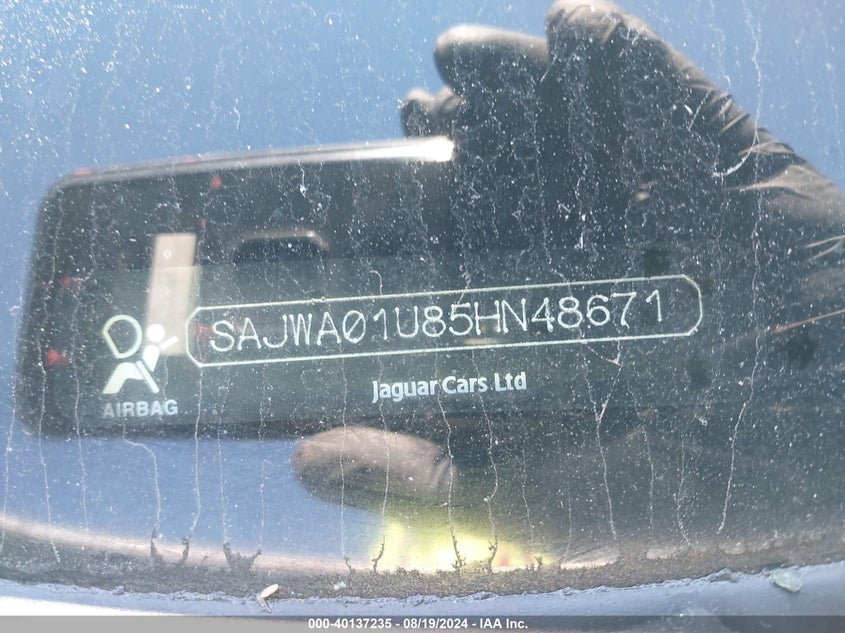 SAJWA01U85HN48671
Jaguar Cars Ltd
AIRBAG
000-40137235 - 08/19/2024 - IAA Inc.